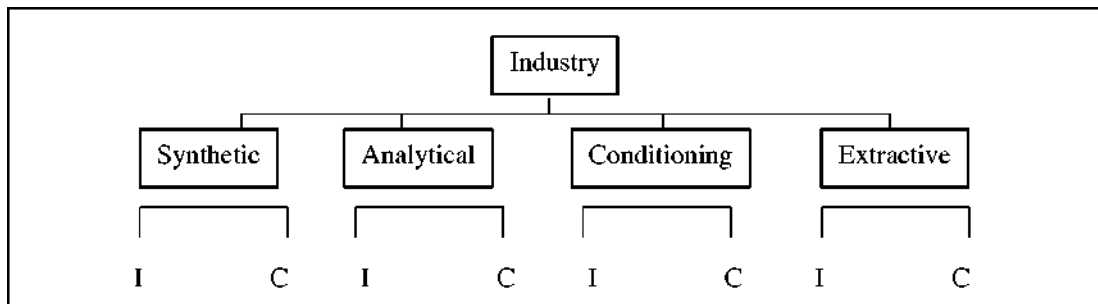 Industry
Synthetic Analytical Conditioning Extractive
I C I C I C I C